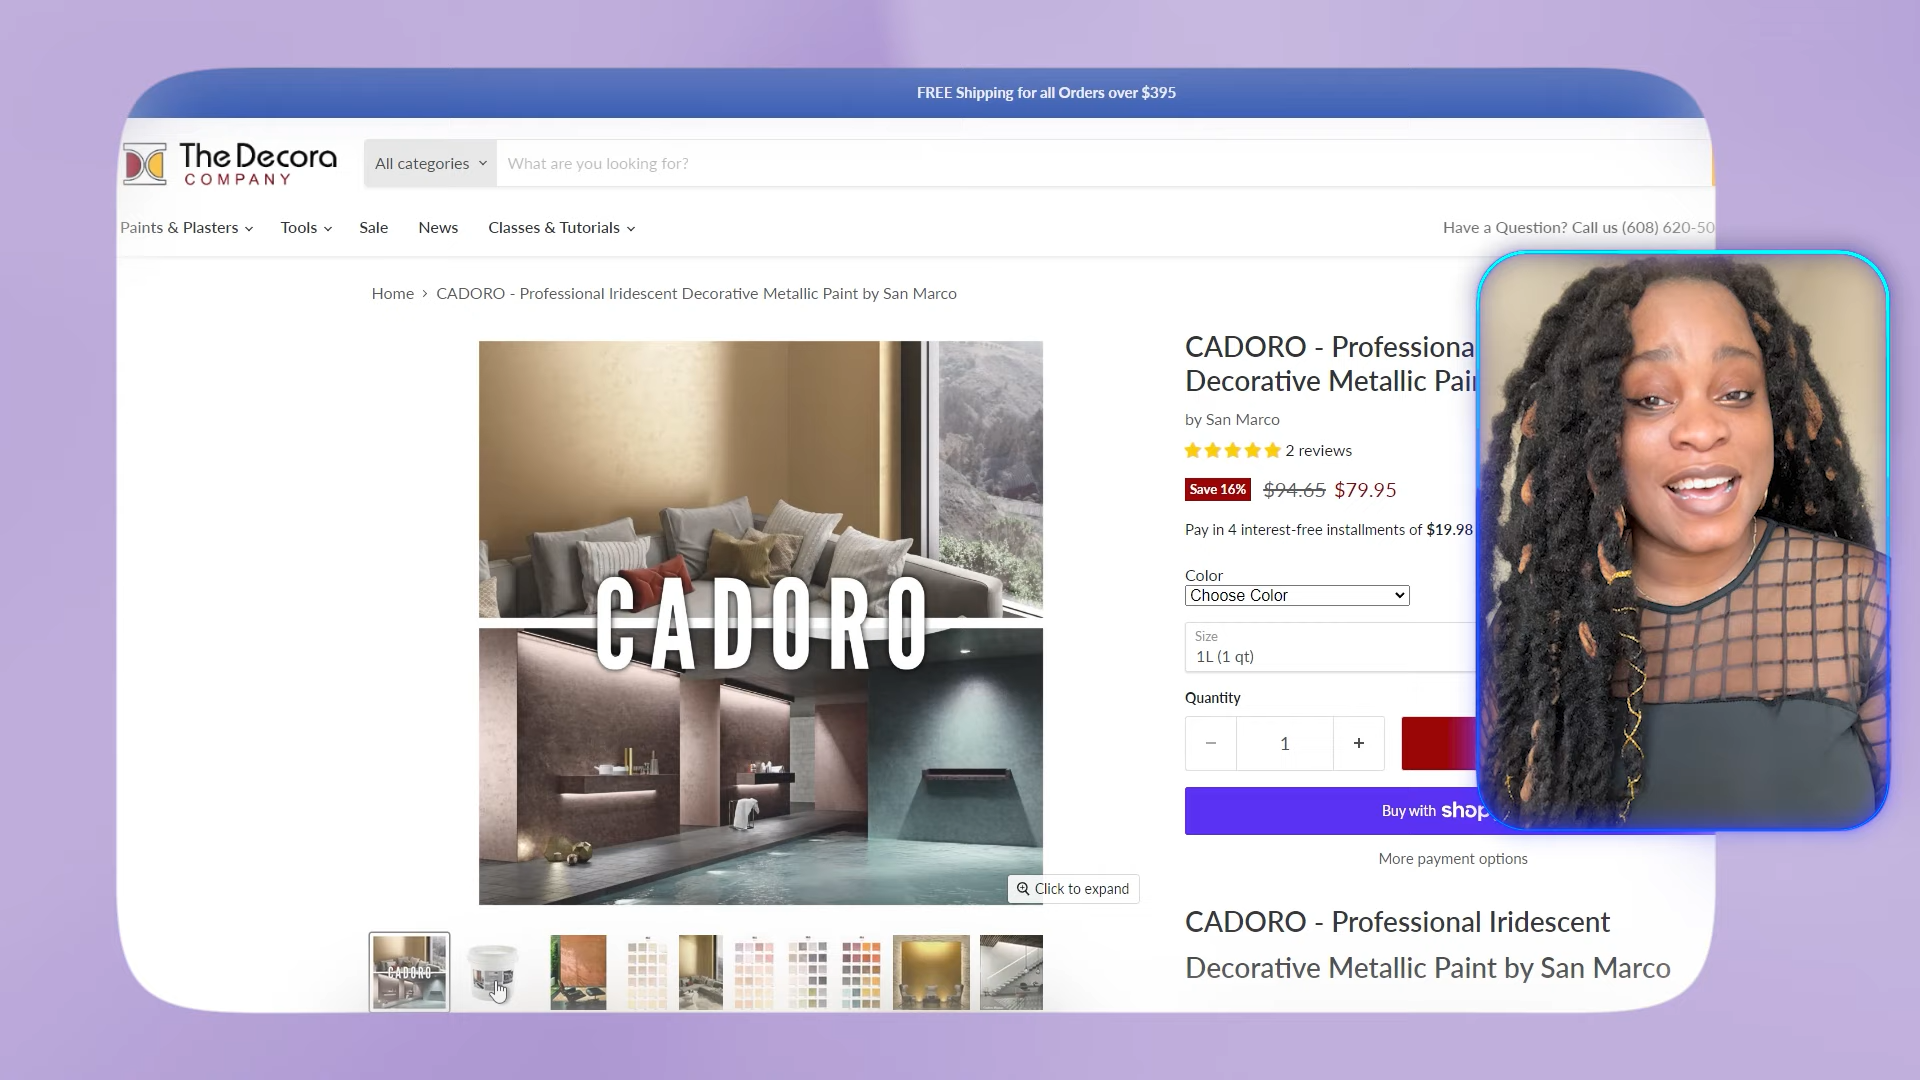 FREE Shipping for all Orders over $395
The Decora
COMPANY
All categories
What are you looking for?
Paints & Plasters
Tools
Sale
News
Classes & Tutorials
Have a Question? Call us (608) 620-50
Home > CADORO - Professional Iridescent Decorative Metallic Paint by San Marco
CADORO - Professiona
Decorative Metallic Pai
by San Marco
2 reviews
Save 16% $94.65 $79.95
Pay in 4 interest-free installments of $19.98
Color
Choose Color
Size
1L (1 qt)
Quantity
− 1 +
Buy with shop
More payment options
CADORO
Click to expand
CADORO
CADORO - Professional Iridescent
Decorative Metallic Paint by San Marco